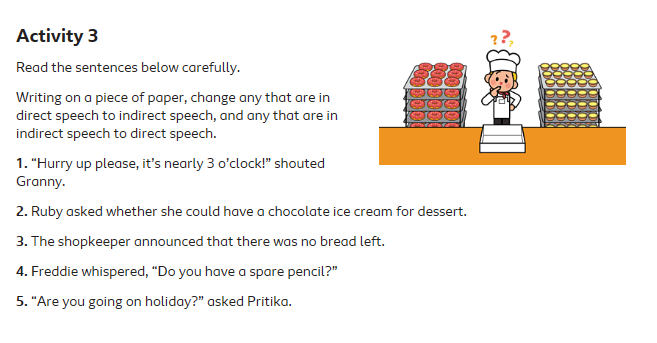 Activity 3
Read the sentences below carefully.
Writing on a piece of paper, change any that are in
direct speech to indirect speech, and any that are in
indirect speech to direct speech.
1. “Hurry up please, it’s nearly 3 o’clock!” shouted
Granny.
2. Ruby asked whether she could have a chocolate ice cream for dessert.
3. The shopkeeper announced that there was no bread left.
4. Freddie whispered, “Do you have a spare pencil?”
5. “Are you going on holiday?” asked Pritika.
???